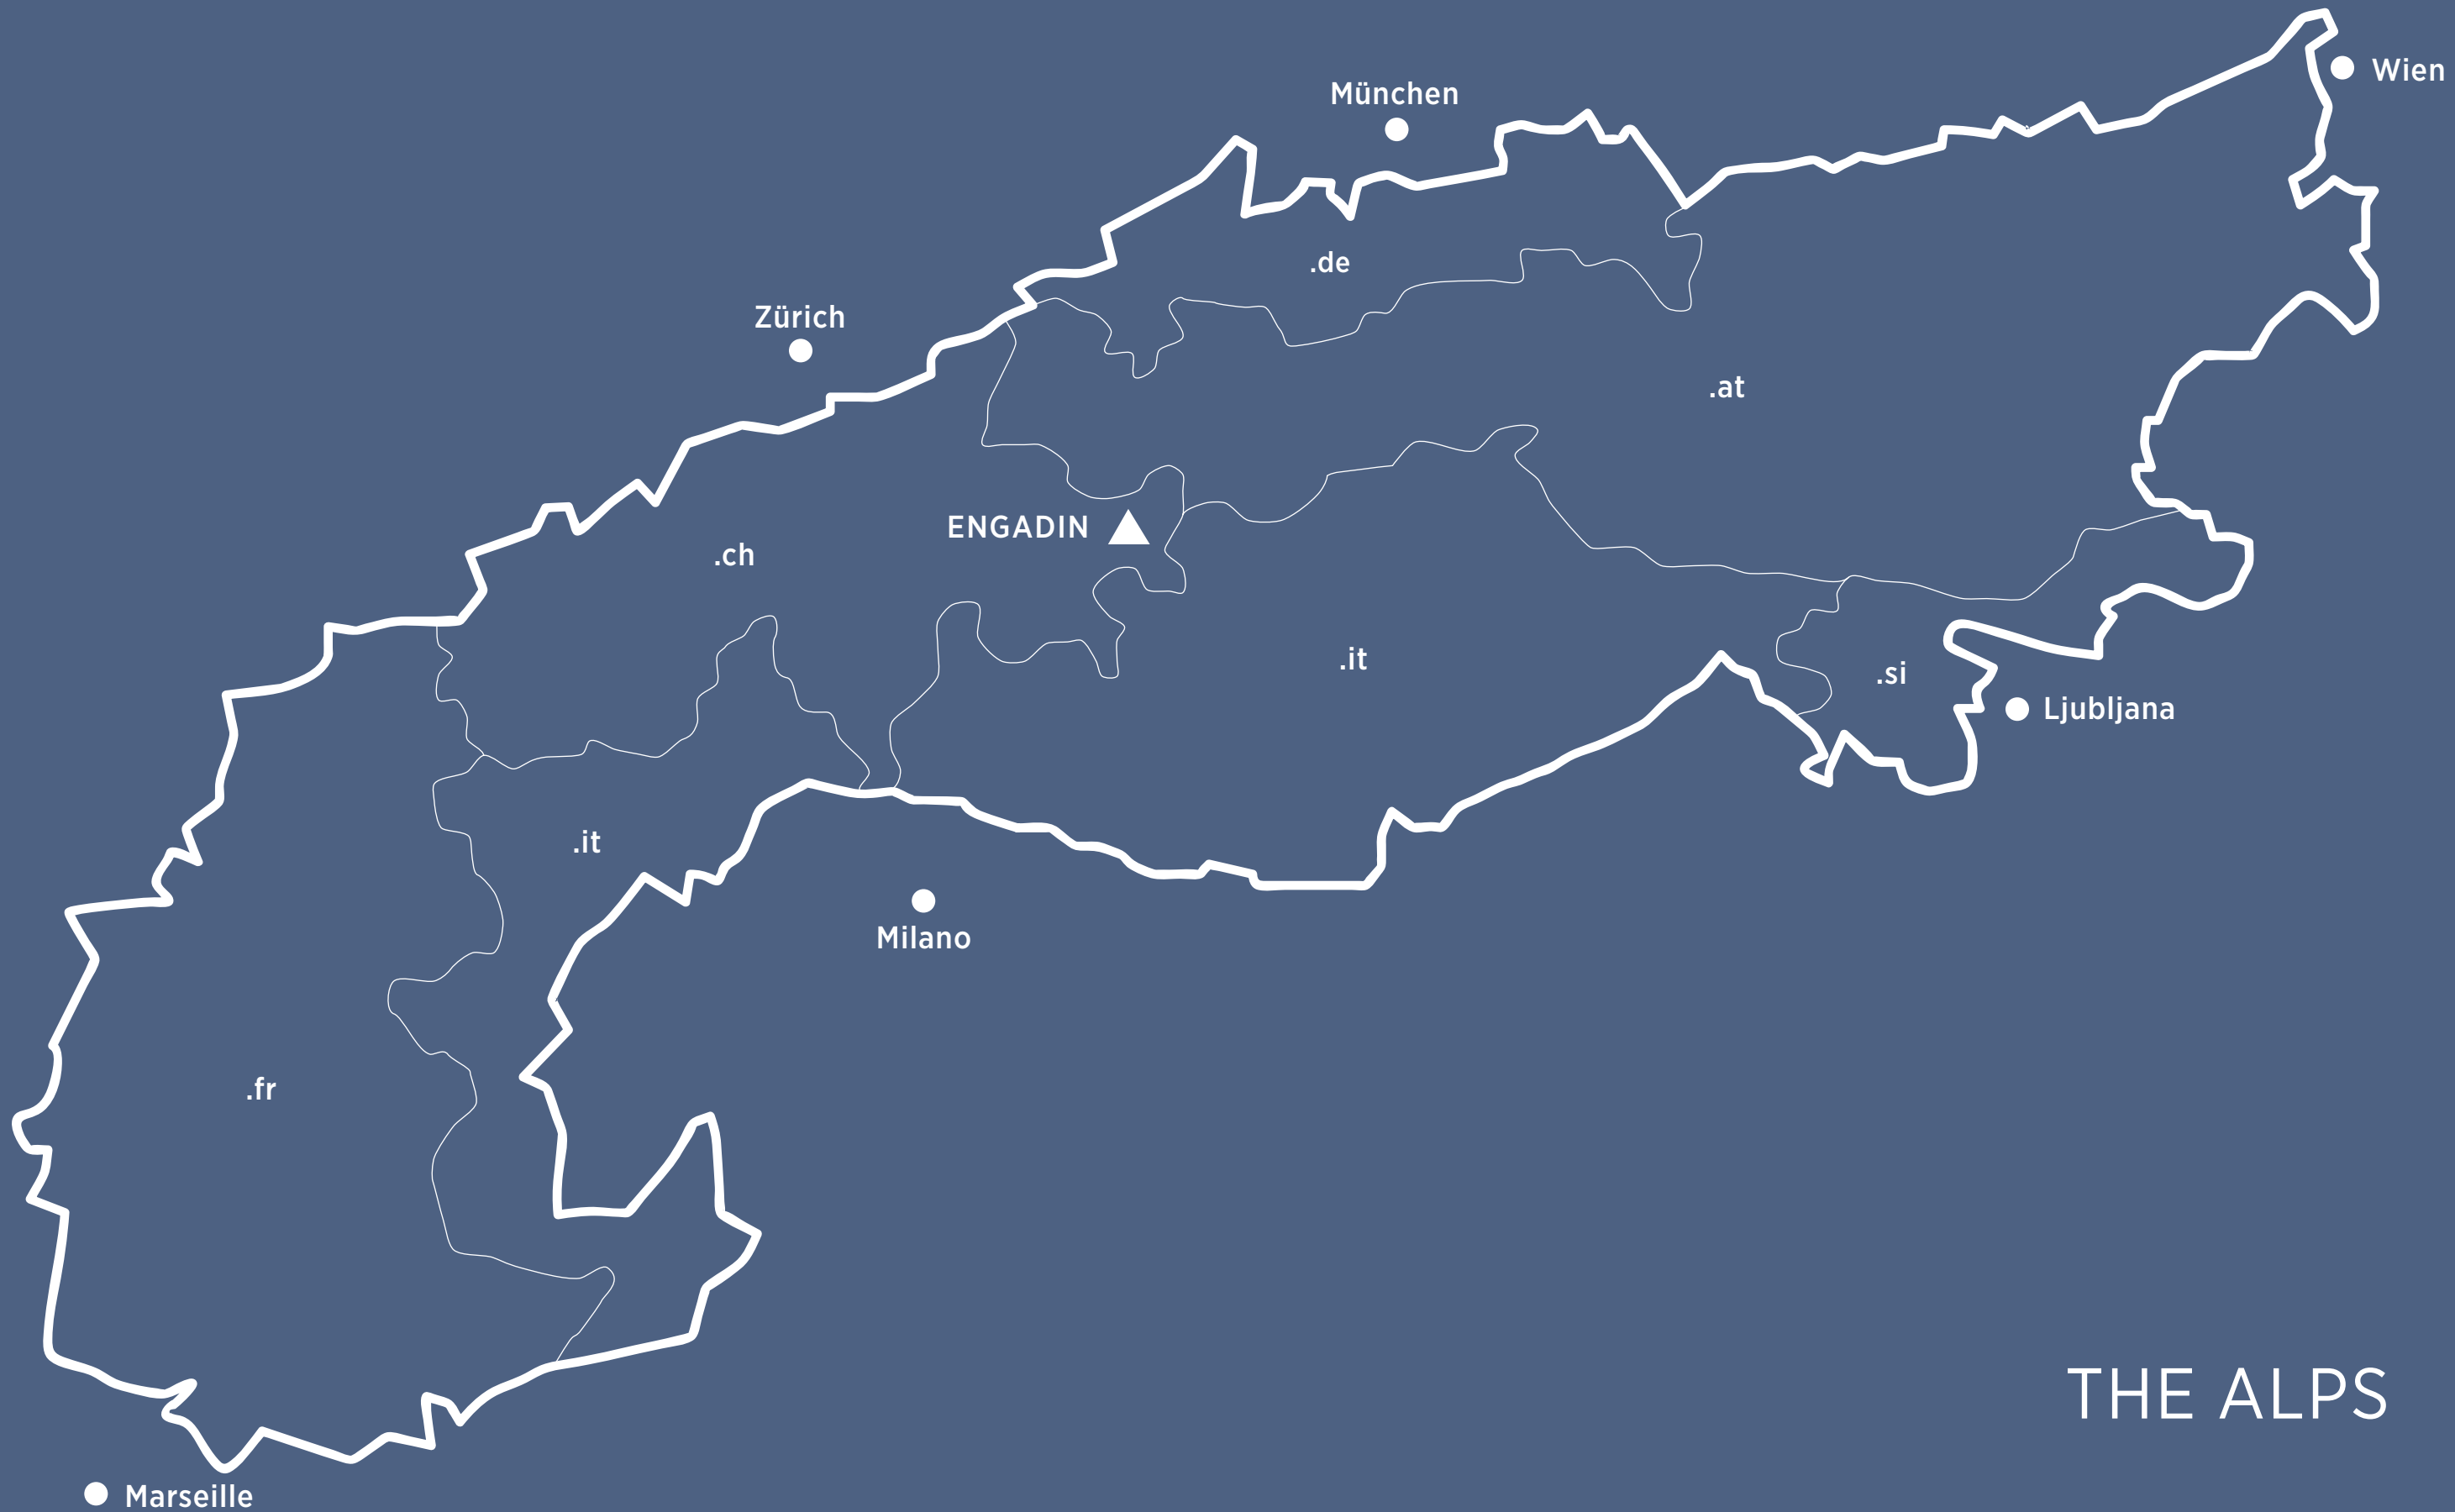 Wien
München
.de
Zürich
.at
ENGADIN
.ch
.it
.si
Ljubljana
.it
Milano
.fr
THE ALPS
Marseille